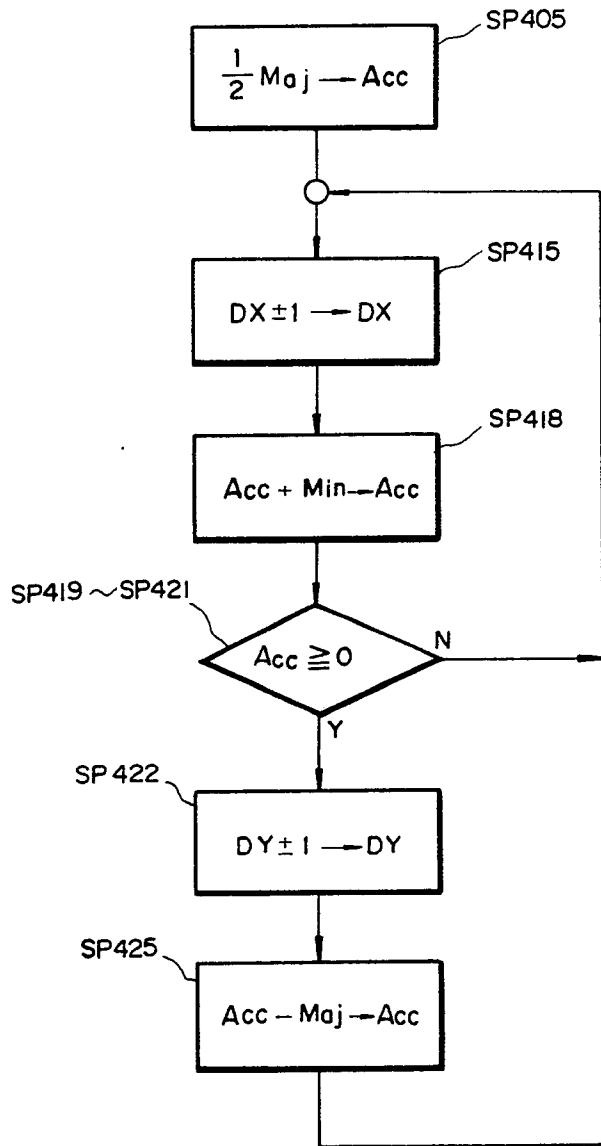 SP405
1/2 Maj → Acc
SP415
DX ± 1 → DX
SP418
Acc + Min → Acc
SP419 ~ SP421
Acc ≧ 0
N
Y
SP422
DY ± 1 → DY
SP425
Acc – Maj → Acc